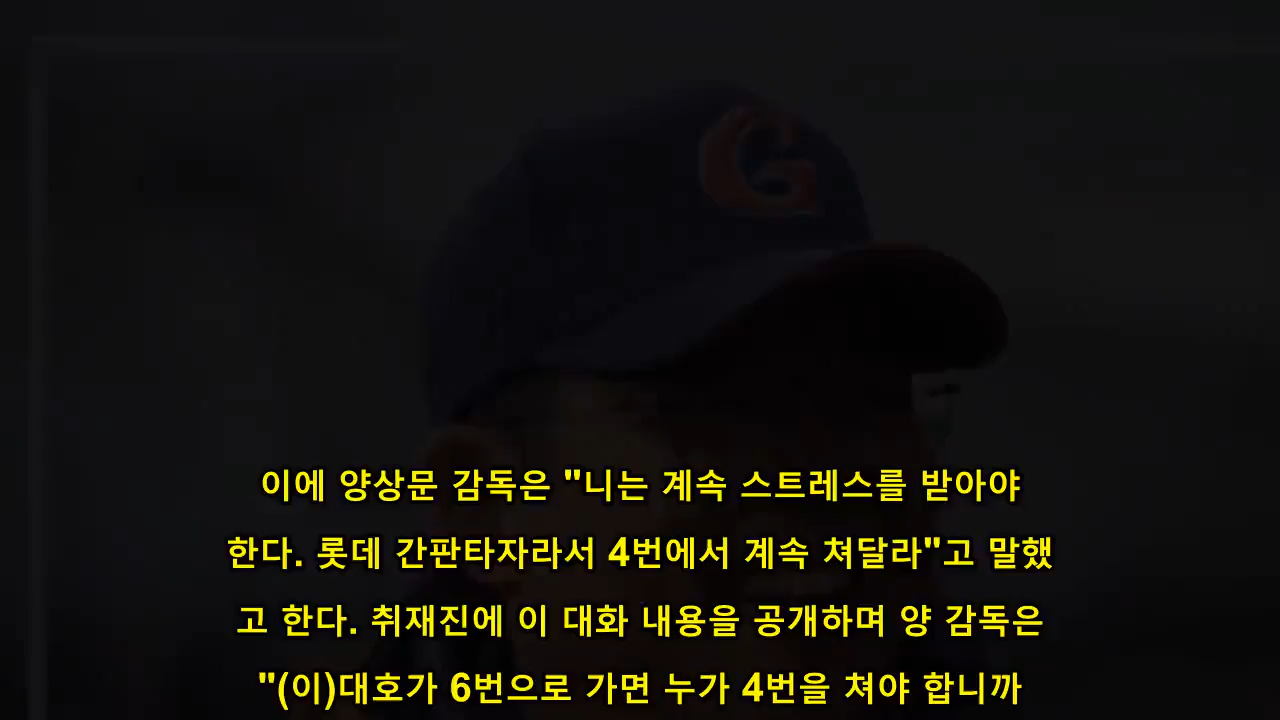 G
이에 양상문 감독은 "니는 계속 스트레스를 받아야
한다. 롯데 간판타자라서 4번에서 계속 쳐달라"고 말했
고 한다. 취재진에 이 대화 내용을 공개하며 양 감독은
"(이)대호가 6번으로 가면 누가 4번을 쳐야 합니까